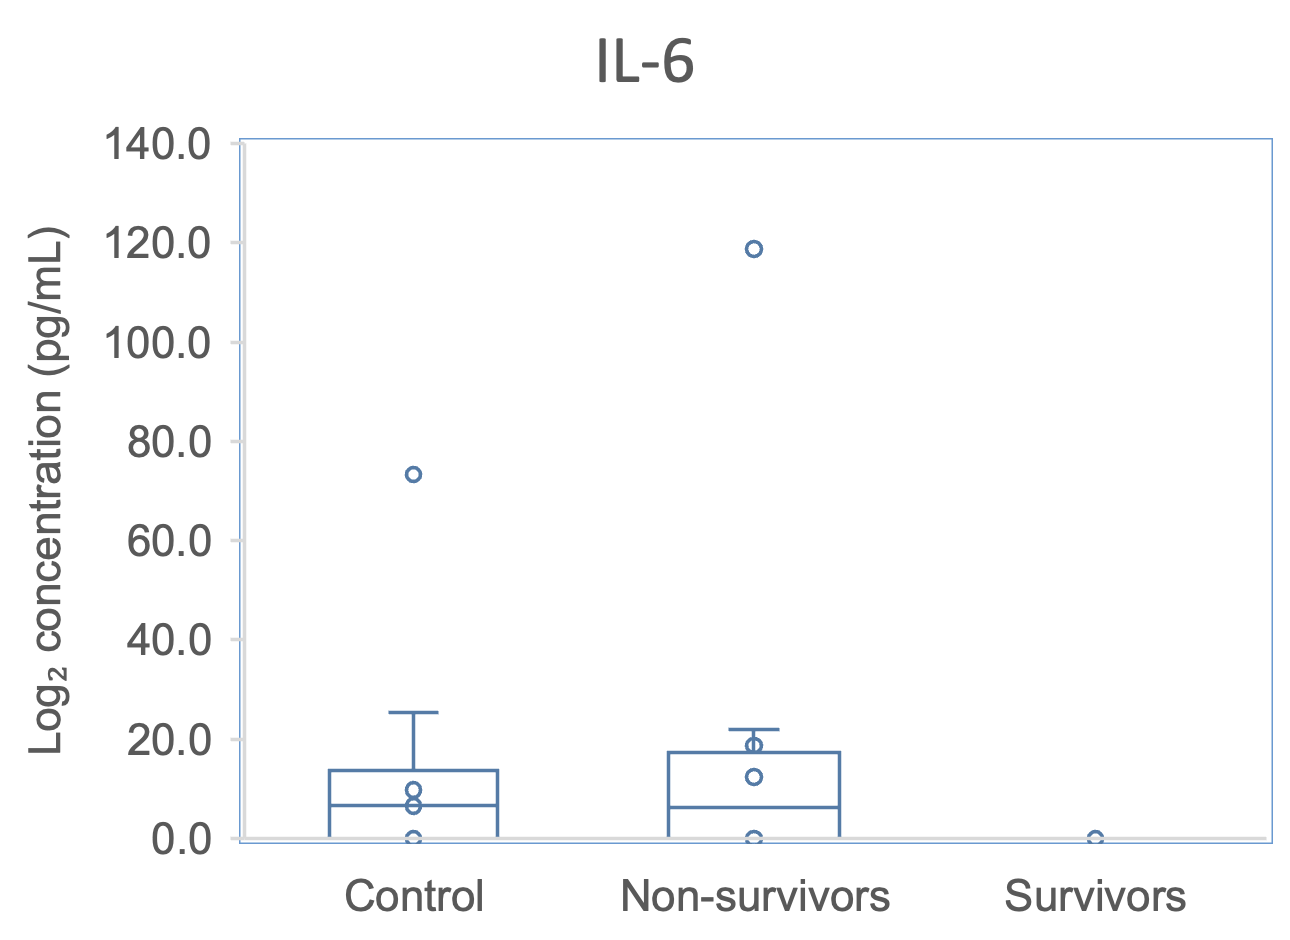 IL-6
Log₂ concentration (pg/mL)
140.0
120.0
100.0
80.0
60.0
40.0
20.0
0.0
Control
Non-survivors
Survivors